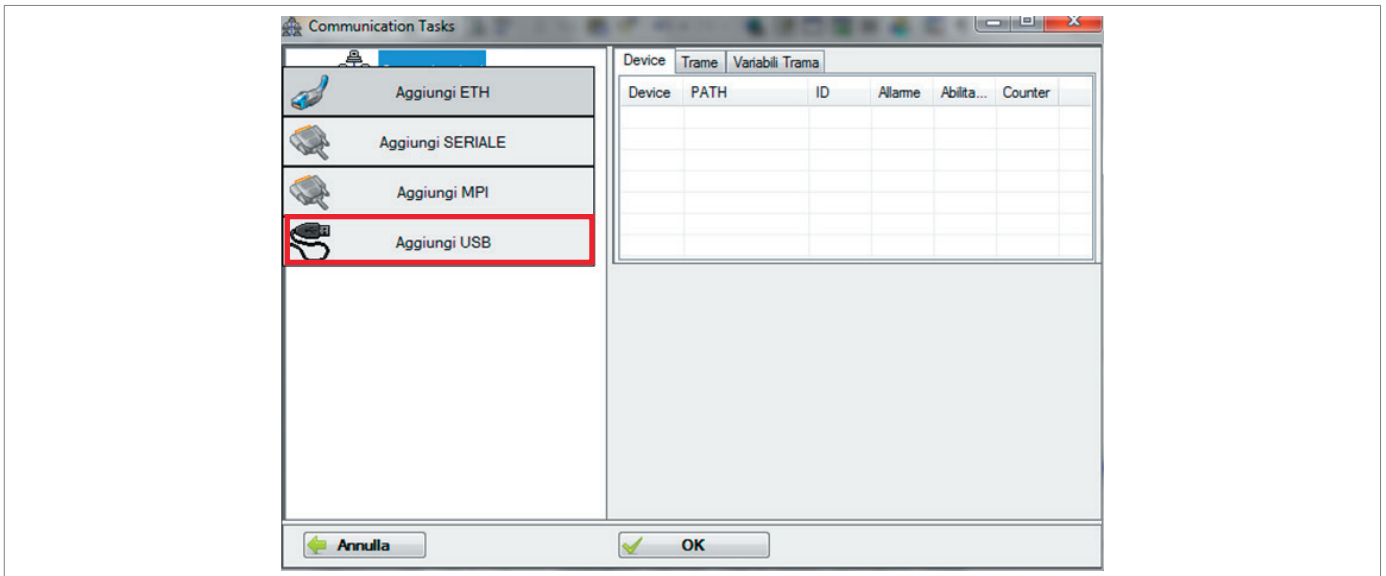 Communication Tasks
Device Trame Variabili Trama
Device PATH ID Allarme Abilita... Counter
Aggiungi ETH
Aggiungi SERIALE
Aggiungi MPI
Aggiungi USB
Annulla OK